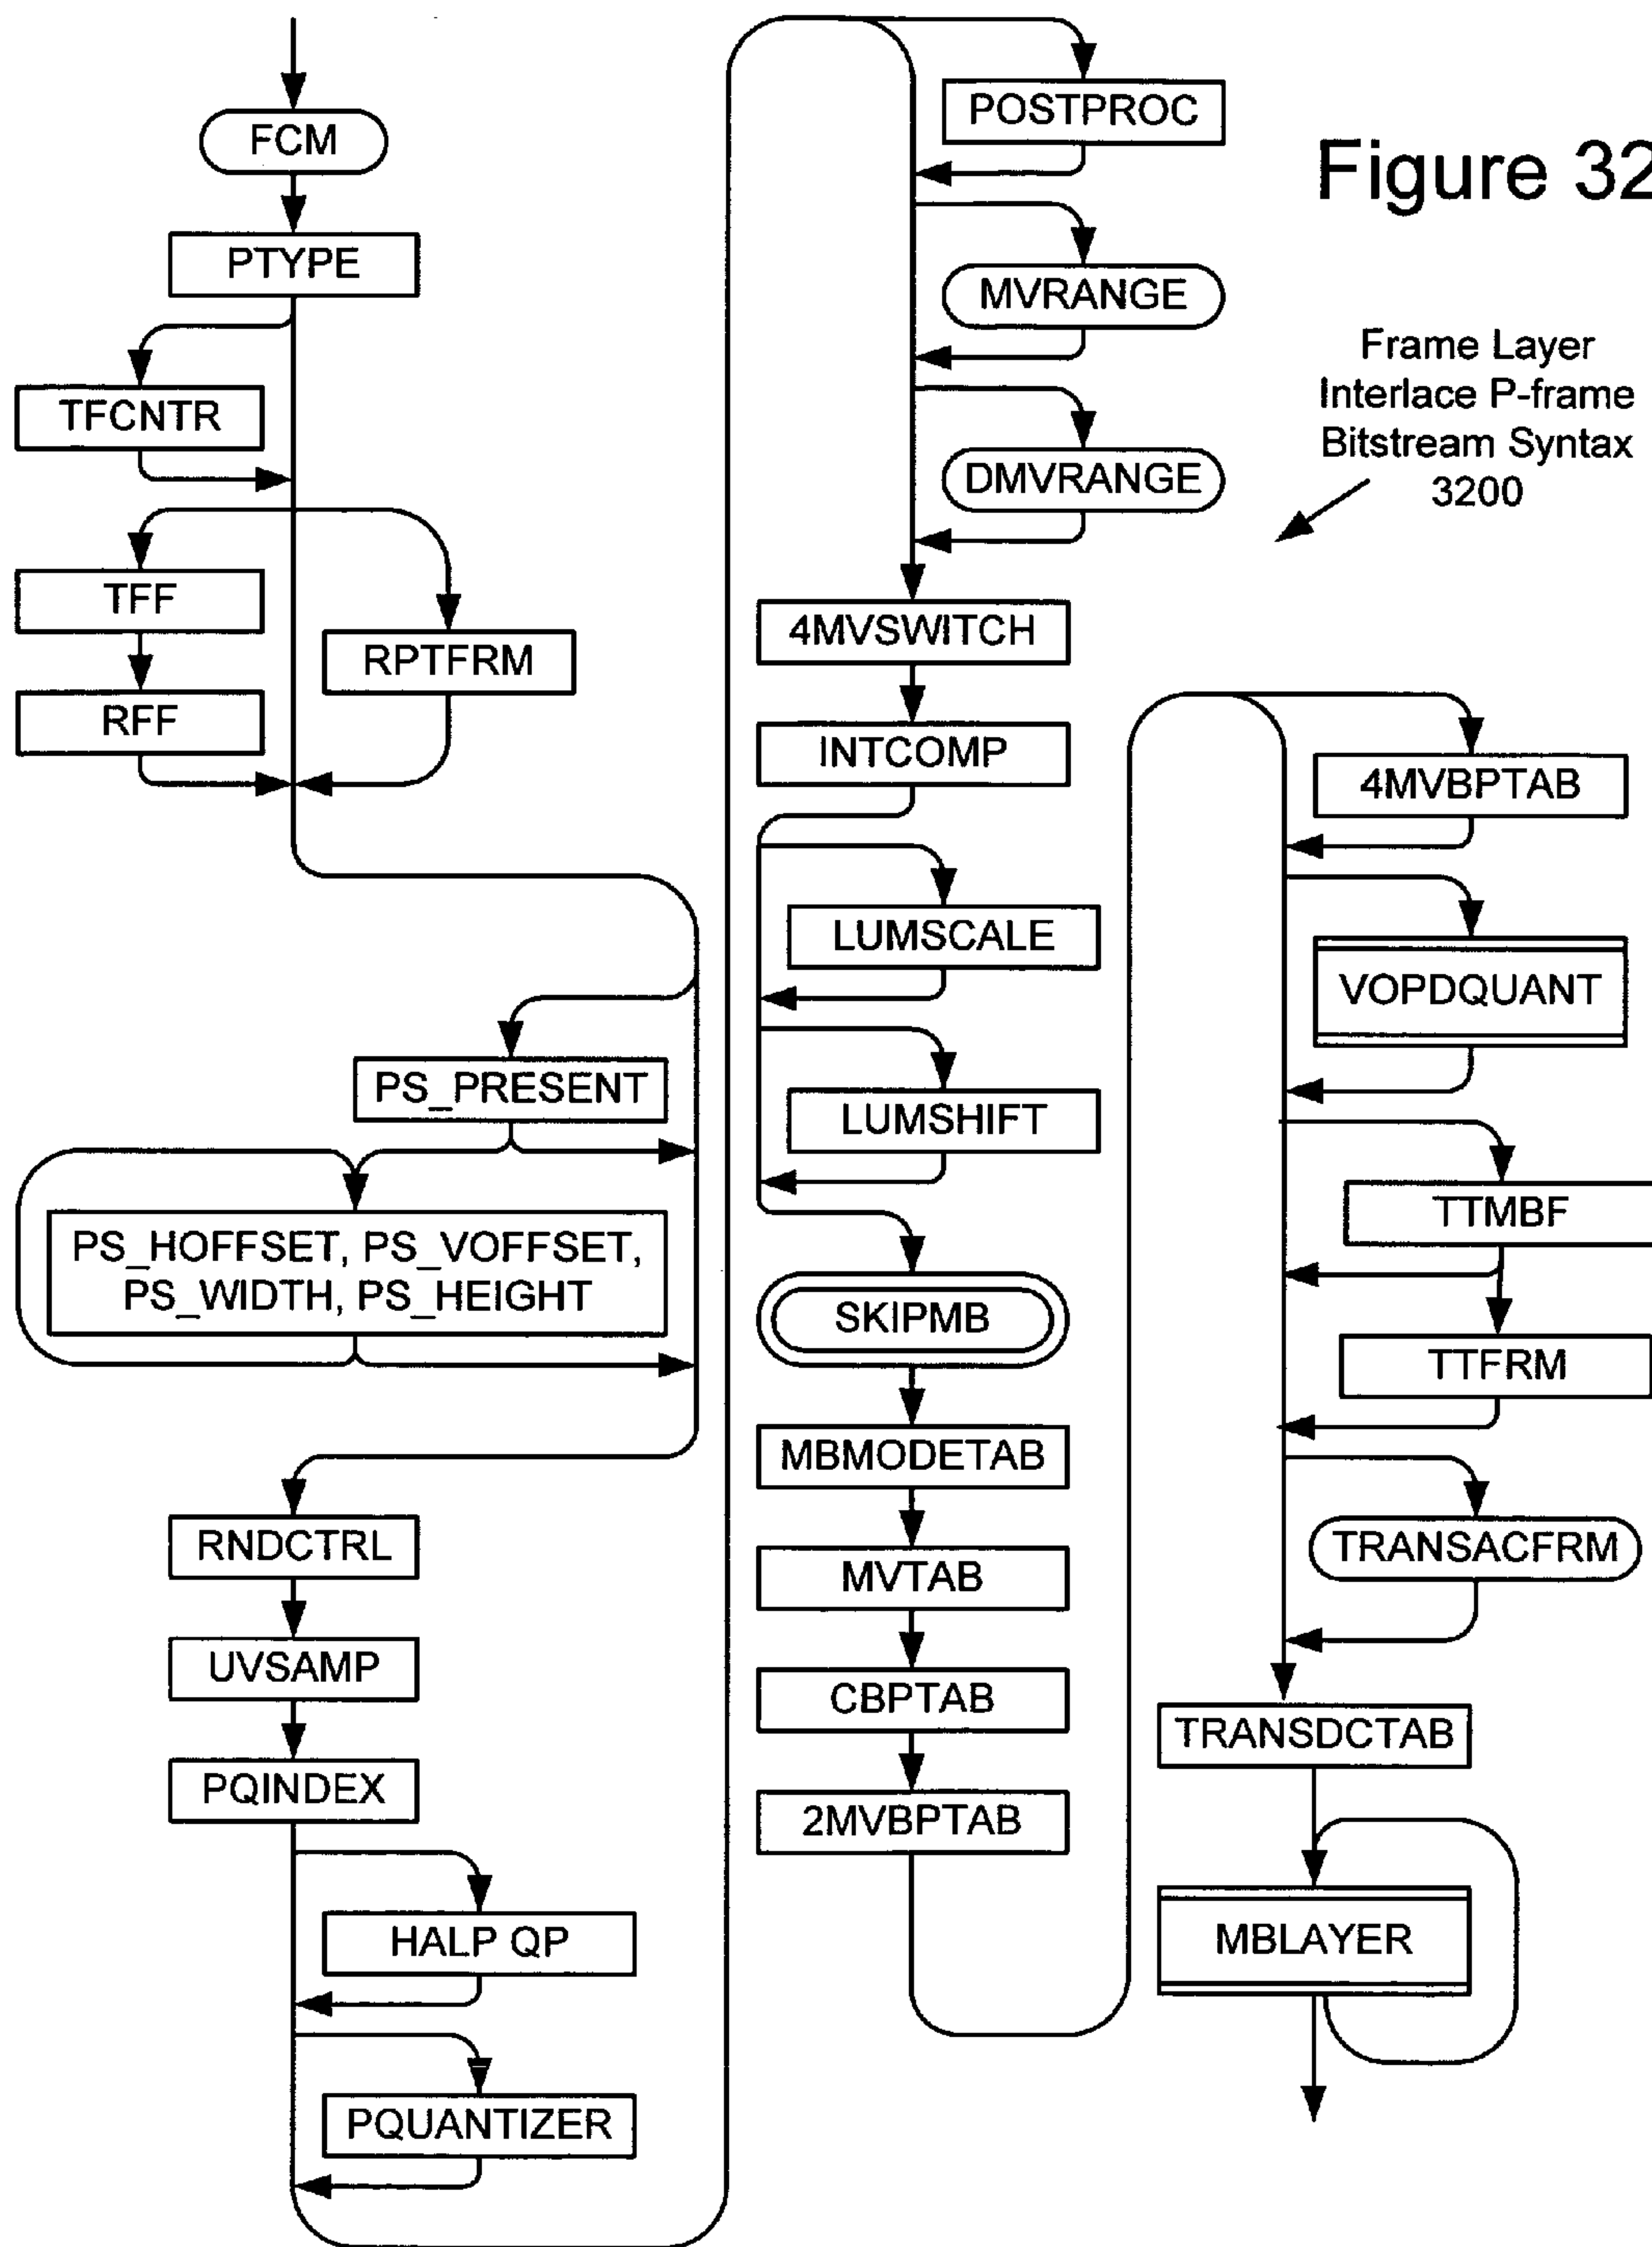 FCM
PTYPE
TFCNTR
TFF
RPTFRM
RFF
PS_PRESENT
PS_HOFFSET, PS_VOFFSET,
PS_WIDTH, PS_HEIGHT
RNDCTRL
UVSAMP
PQINDEX
HALP QP
PQUANTIZER
POSTPROC
MVRANGE
DMVRANGE
4MVSWITCH
INTCOMP
LUMSCALE
LUMSHIFT
SKIPMB
MBMODETAB
MVTAB
CBPTAB
2MVBPTAB
Figure 32
Frame Layer
Interlace P-frame
Bitstream Syntax
3200
4MVBPTAB
VOPDQUANT
TTMBF
TTFRM
TRANSACFRM
TRANSDCTAB
MBLAYER